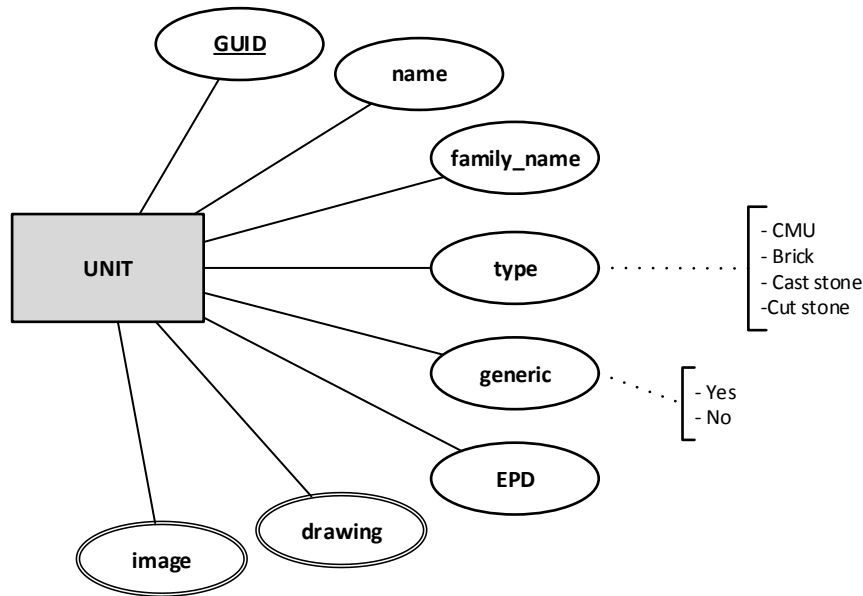 GUID
name
family_name
UNIT
type
- CMU
- Brick
- Cast stone
-Cut stone
generic
- Yes
- No
EPD
drawing
image